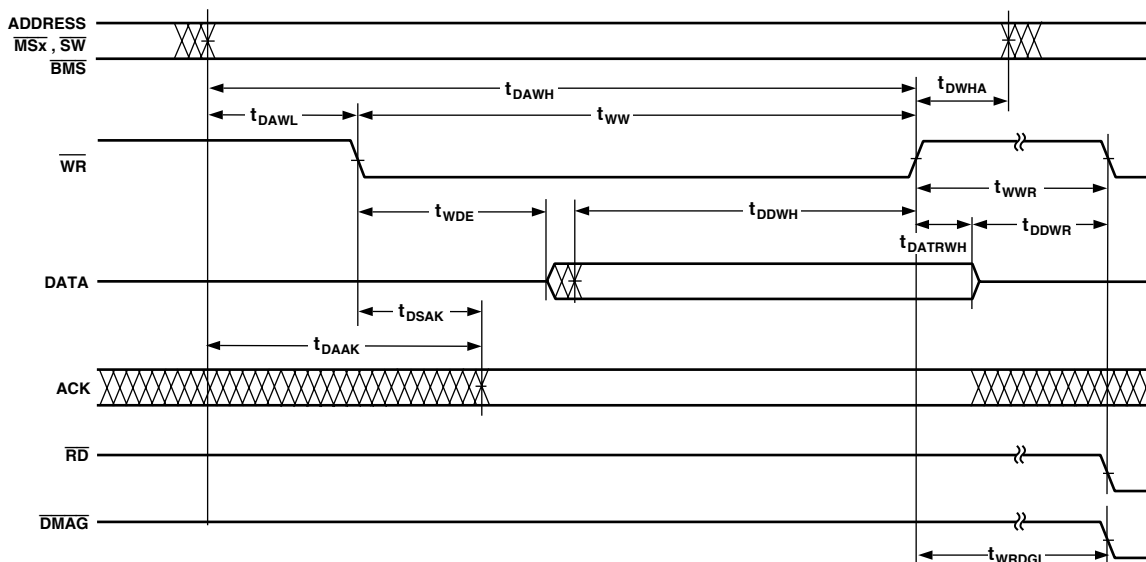 ADDRESS
MSx , SW
BMS
tDAWH
tDWHA
tDAWL
tWW
WR
tWWR
tWDE
tDDWH
tDDWR
tDATRWH
DATA
tDSAK
tDAAK
ACK
RD
DMAG